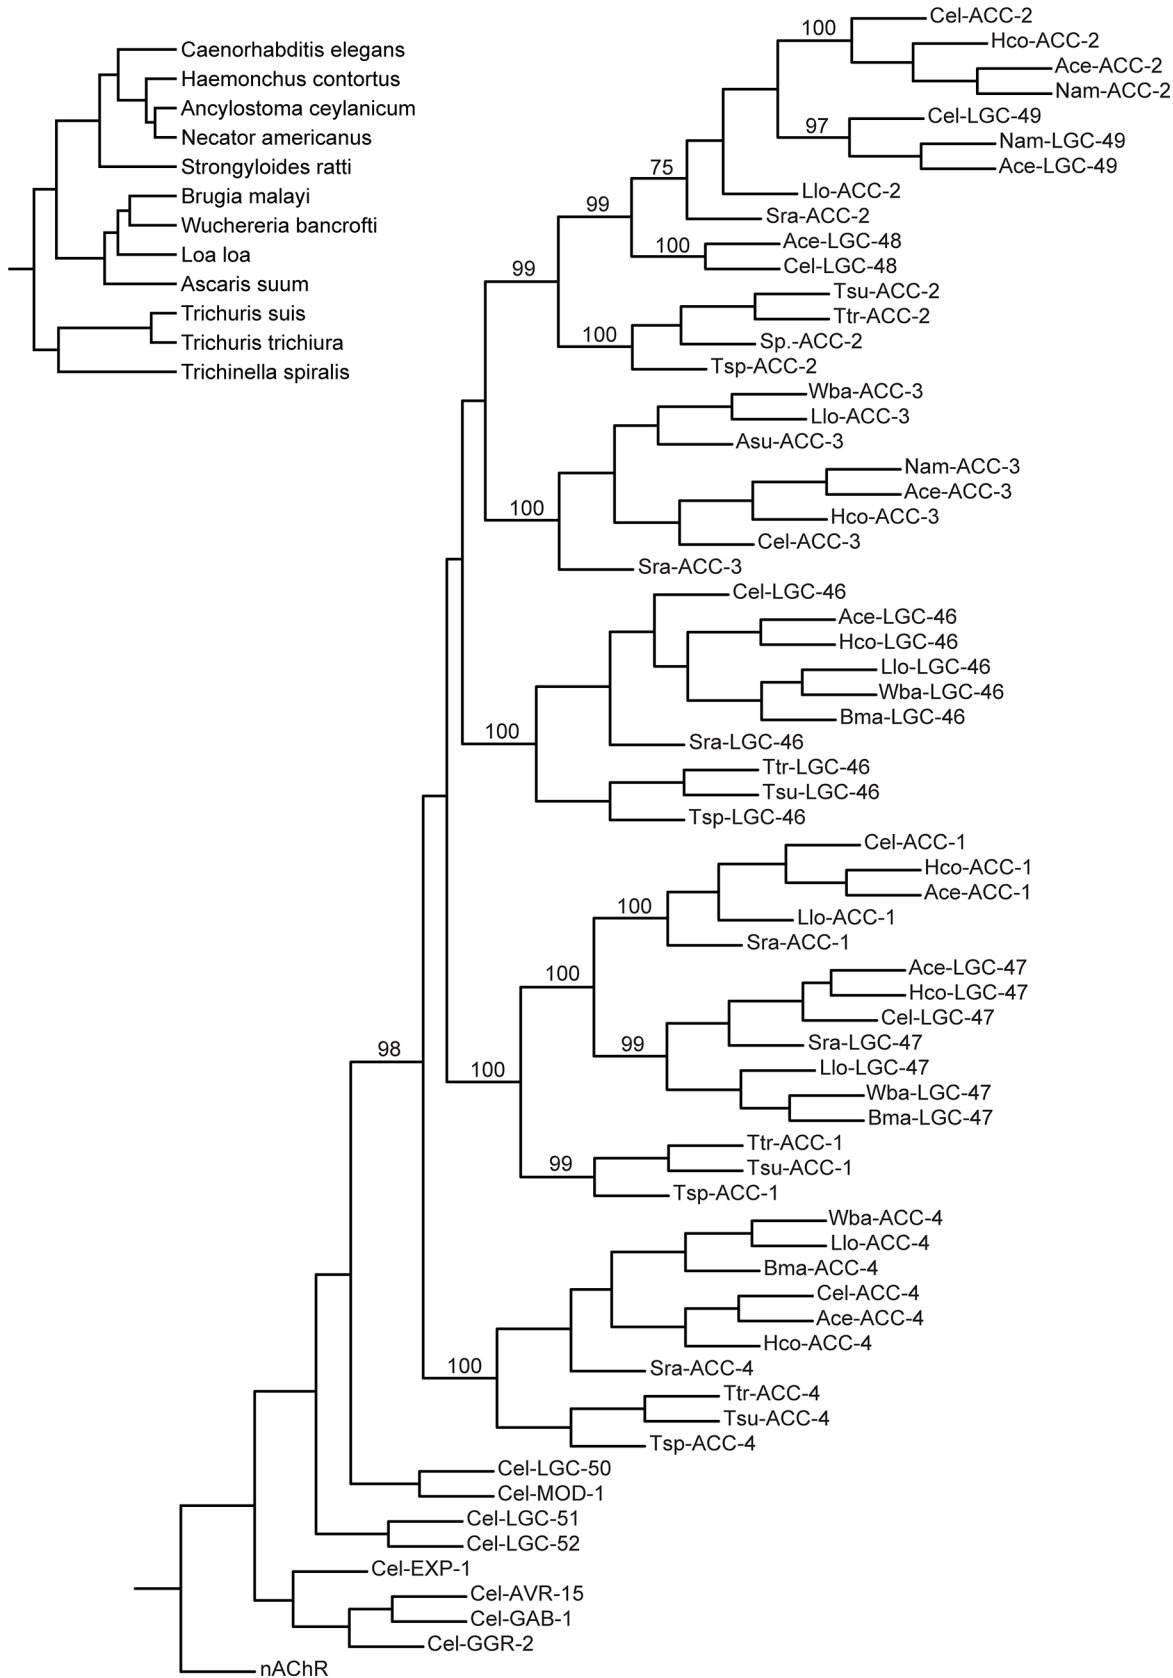 Caenorhabditis elegans
Haemonchus contortus
Ancylostoma ceylanicum
Necator americanus
Strongyloides ratti
Brugia malayi
Wuchereria bancrofti
Loa loa
Ascaris suum
Trichuris suis
Trichuris trichiura
Trichinella spiralis
Cel-ACC-2
100
Hco-ACC-2
Ace-ACC-2
Nam-ACC-2
Cel-LGC-49
97
Nam-LGC-49
Ace-LGC-49
75
Llo-ACC-2
99
Sra-ACC-2
Ace-LGC-48
100
Cel-LGC-48
99
Tsu-ACC-2
Ttr-ACC-2
100
Sp.-ACC-2
Tsp-ACC-2
Wba-ACC-3
Llo-ACC-3
Asu-ACC-3
Nam-ACC-3
Ace-ACC-3
100
Hco-ACC-3
Cel-ACC-3
Sra-ACC-3
Cel-LGC-46
Ace-LGC-46
Hco-LGC-46
Llo-LGC-46
Wba-LGC-46
Bma-LGC-46
100
Sra-LGC-46
Ttr-LGC-46
Tsu-LGC-46
Tsp-LGC-46
Cel-ACC-1
Hco-ACC-1
Ace-ACC-1
100
Llo-ACC-1
Sra-ACC-1
100
Ace-LGC-47
Hco-LGC-47
Cel-LGC-47
99
Sra-LGC-47
98
100
Llo-LGC-47
Wba-LGC-47
Bma-LGC-47
Ttr-ACC-1
99
Tsu-ACC-1
Tsp-ACC-1
Wba-ACC-4
Llo-ACC-4
Bma-ACC-4
Cel-ACC-4
Ace-ACC-4
Hco-ACC-4
100
Sra-ACC-4
Ttr-ACC-4
Tsu-ACC-4
Tsp-ACC-4
Cel-LGC-50
Cel-MOD-1
Cel-LGC-51
Cel-LGC-52
Cel-EXP-1
Cel-AVR-15
Cel-GAB-1
Cel-GGR-2
nAChR